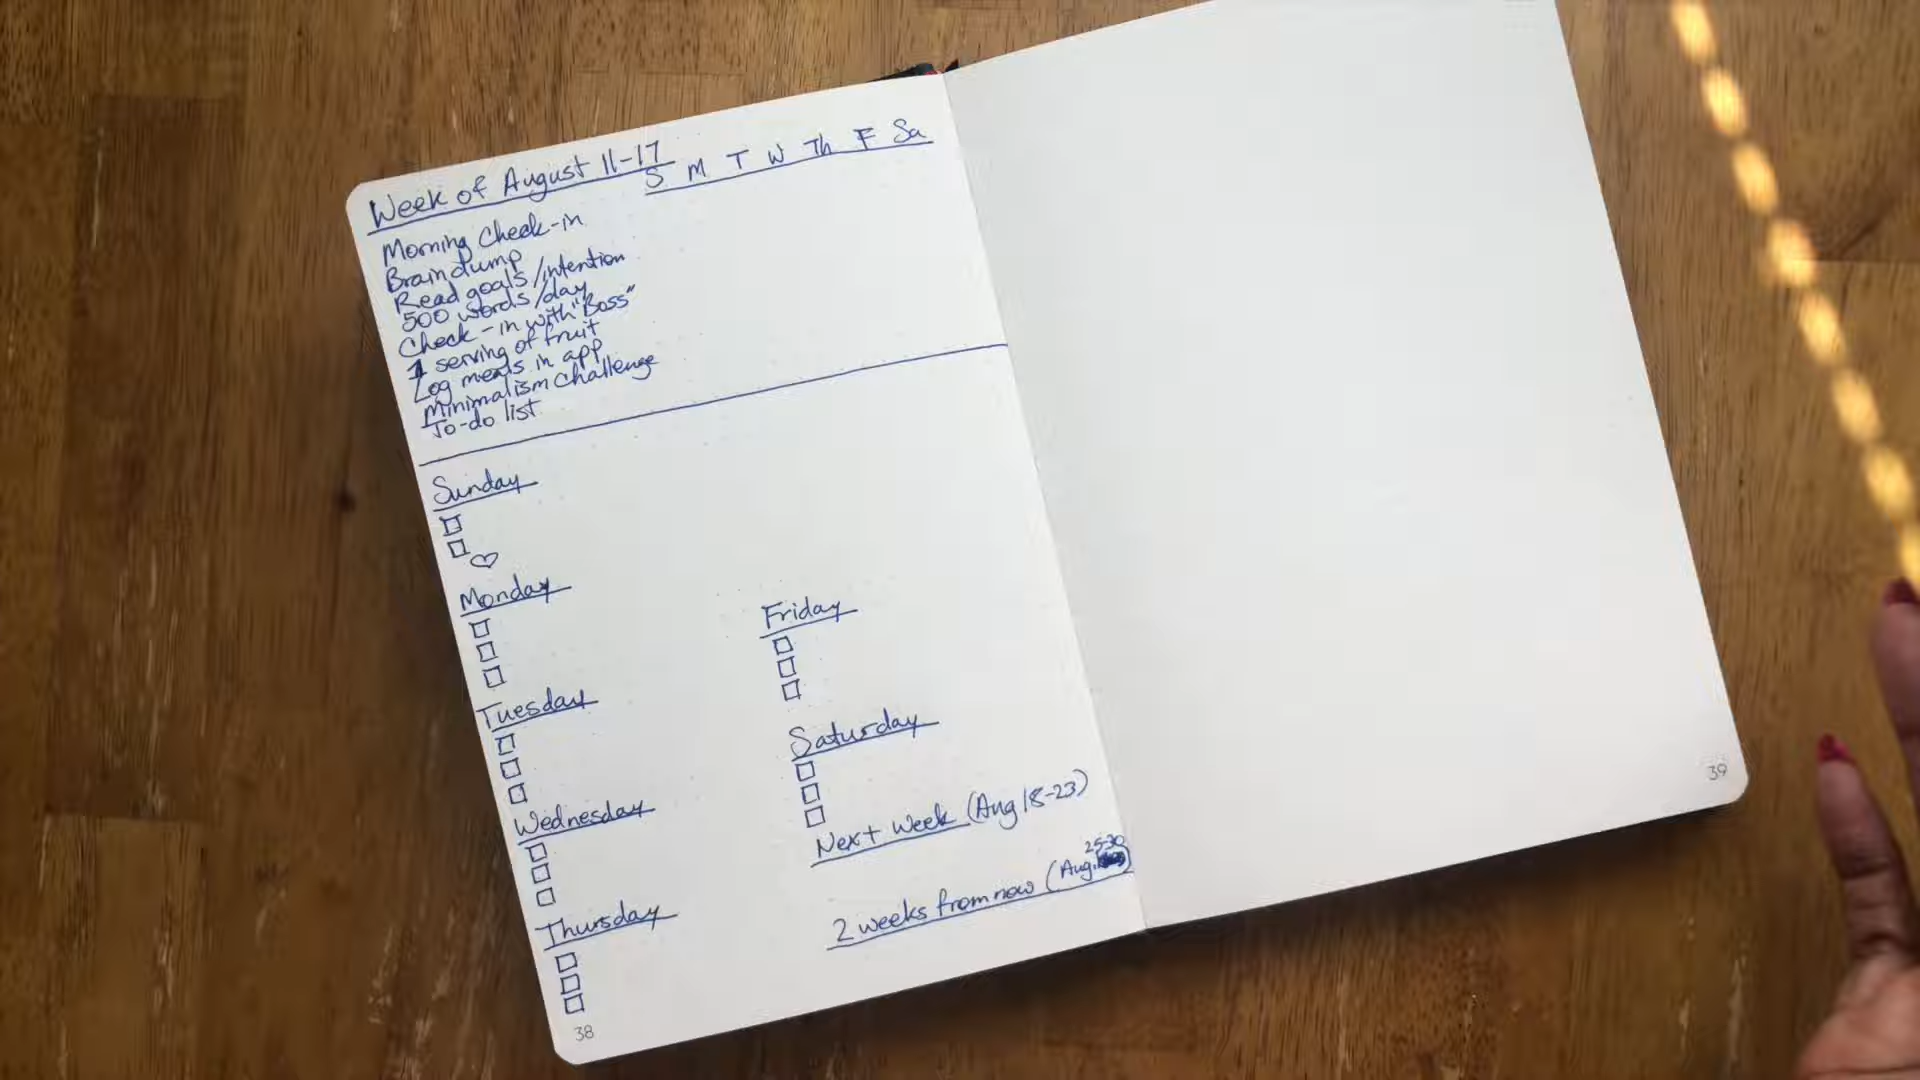 Week of August 11-17
S M T W Th F Sa
Morning Check-in
Braindump
Read goals/intention
500 words/day
Check-in with "Boss"
1 serving of fruit
Log meals in app
Minimalism Challenge
To-do list
Sunday
Monday
Tuesday
Wednesday
Thursday
38
Friday
Saturday
Next Week (Aug 18-23)
2 weeks from now (Aug 25-30)
39